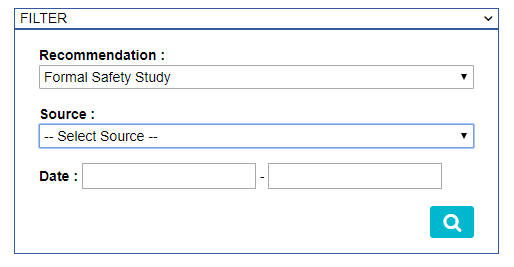 FILTER
Recommendation :
Formal Safety Study
Source :
-- Select Source --
Date : -